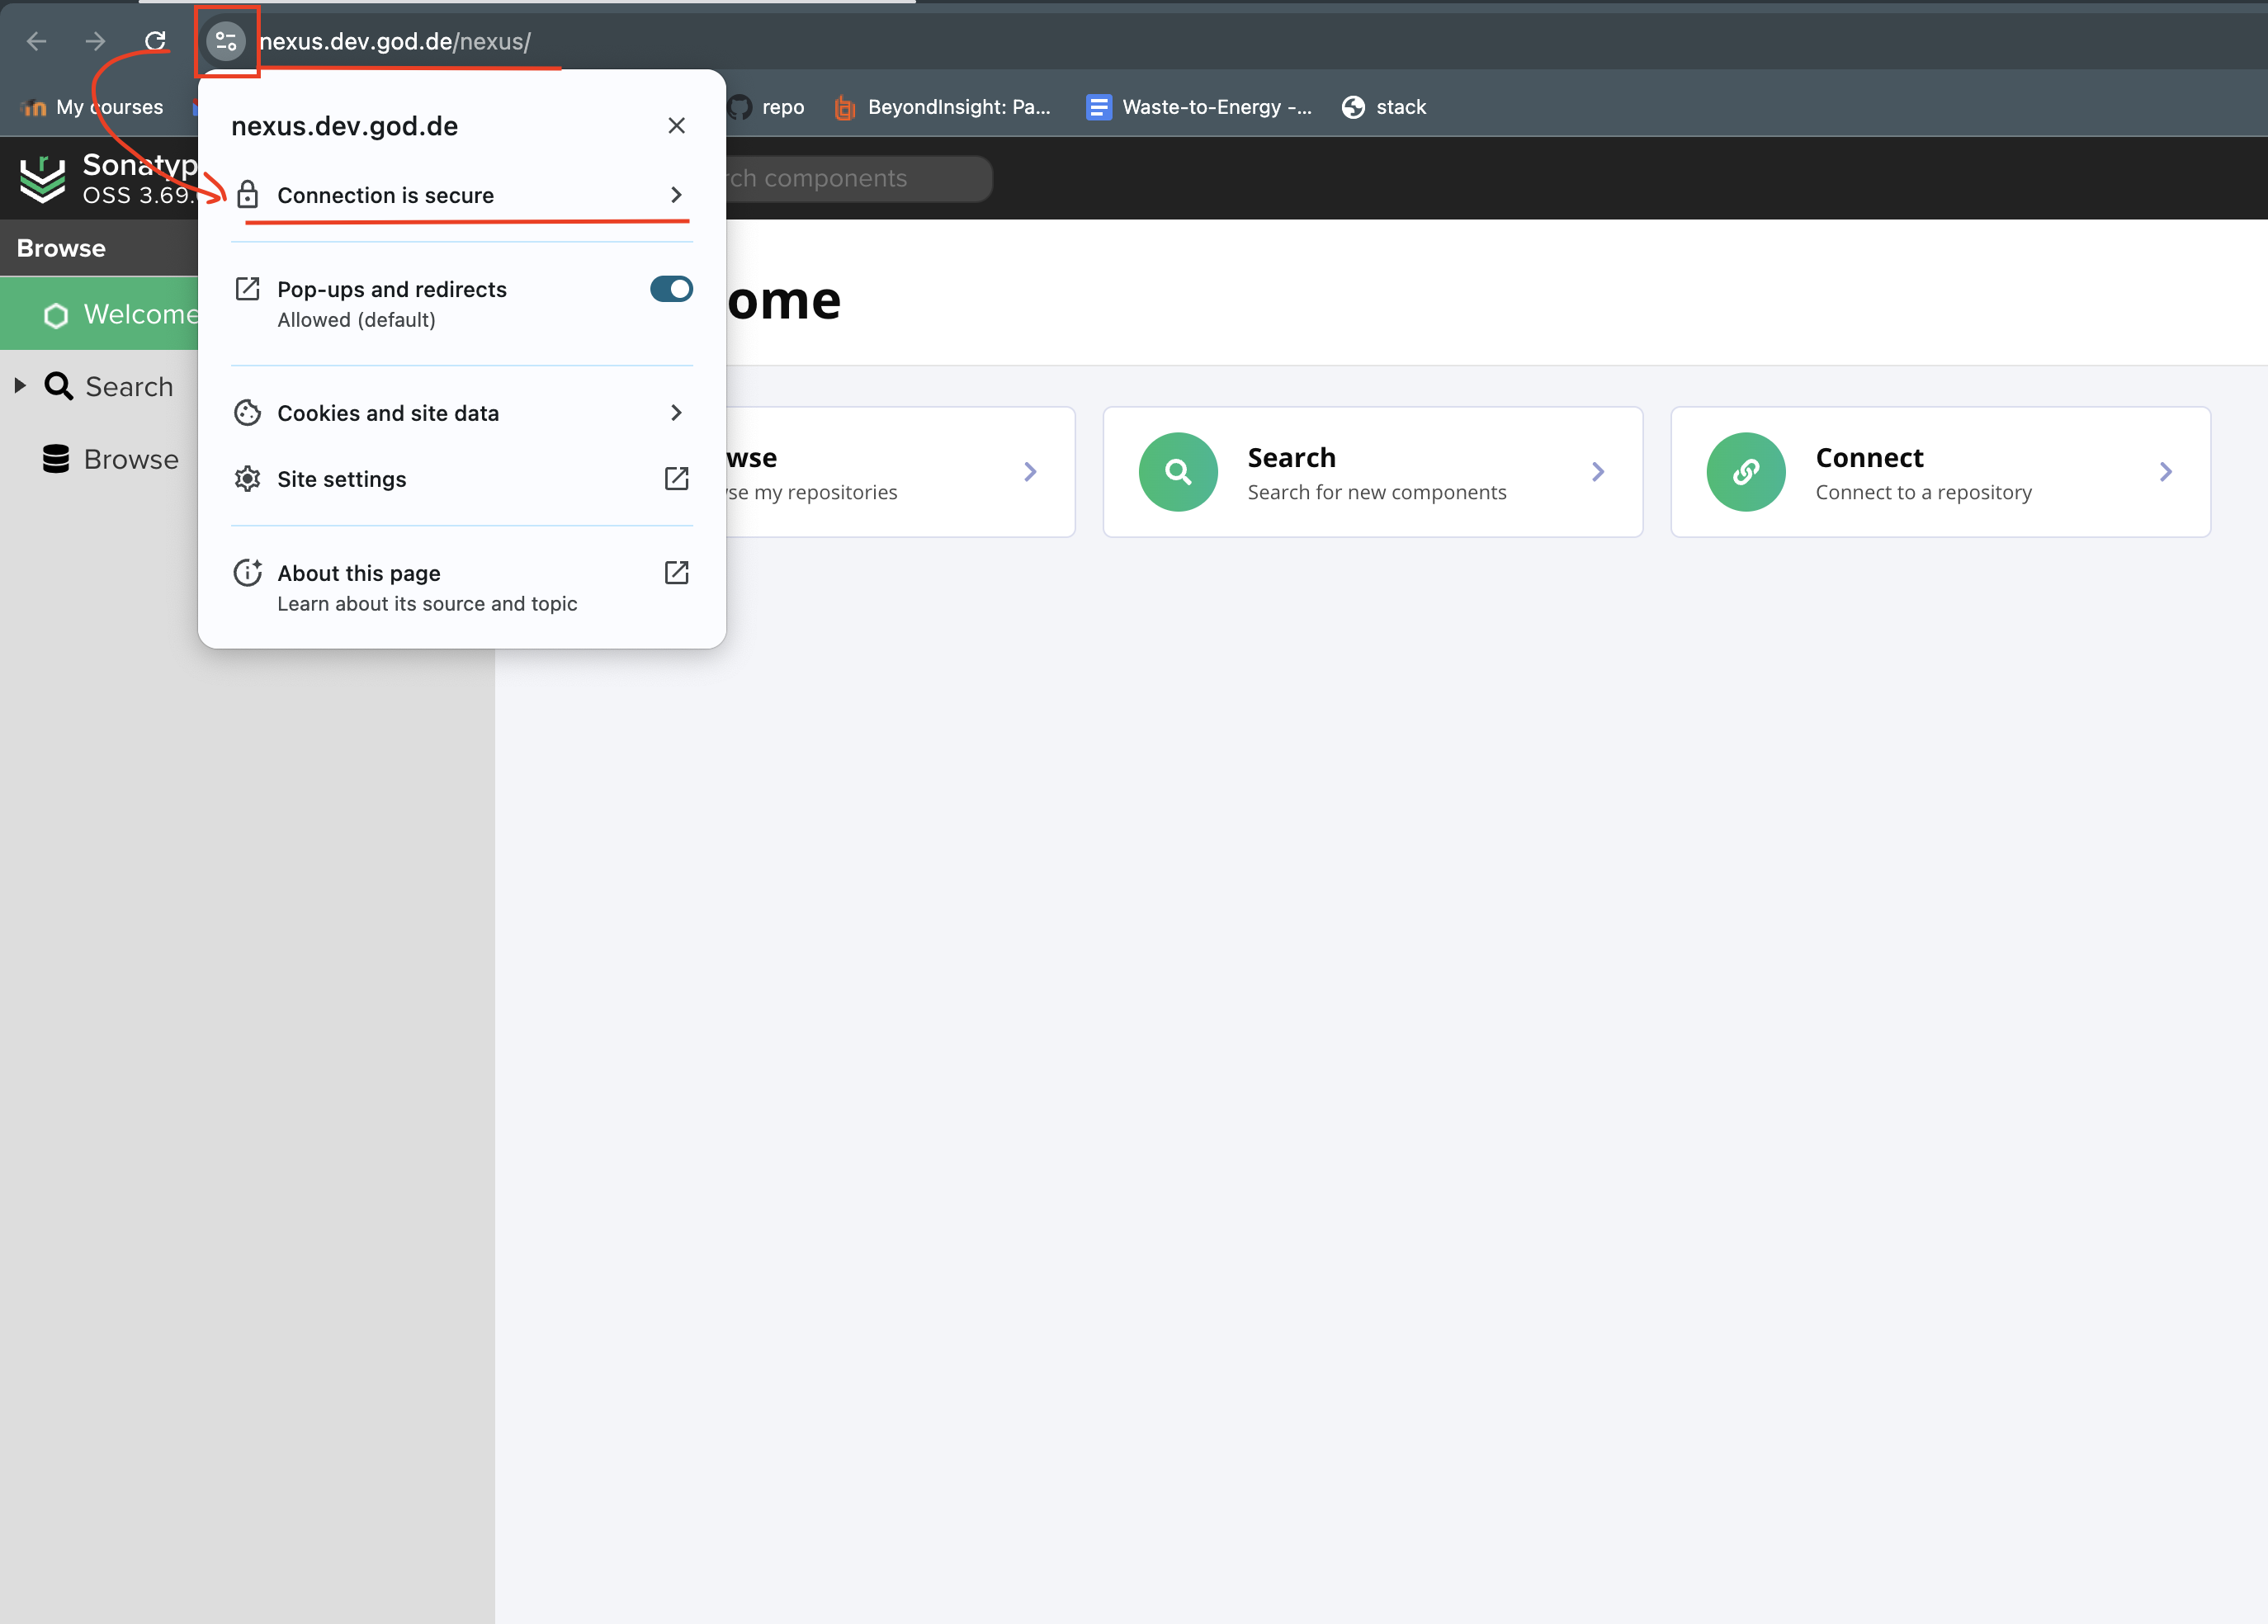 nexus.dev.god.de/nexus/
My courses
repo
BeyondInsight: Pa...
Waste-to-Energy -...
stack
nexus.dev.god.de
Connection is secure
Pop-ups and redirects
Allowed (default)
Cookies and site data
Site settings
About this page
Learn about its source and topic
Sonatyp
OSS 3.69.
rch components
Browse
Welcome
Search
Browse
ome
wse
se my repositories
Search
Search for new components
Connect
Connect to a repository